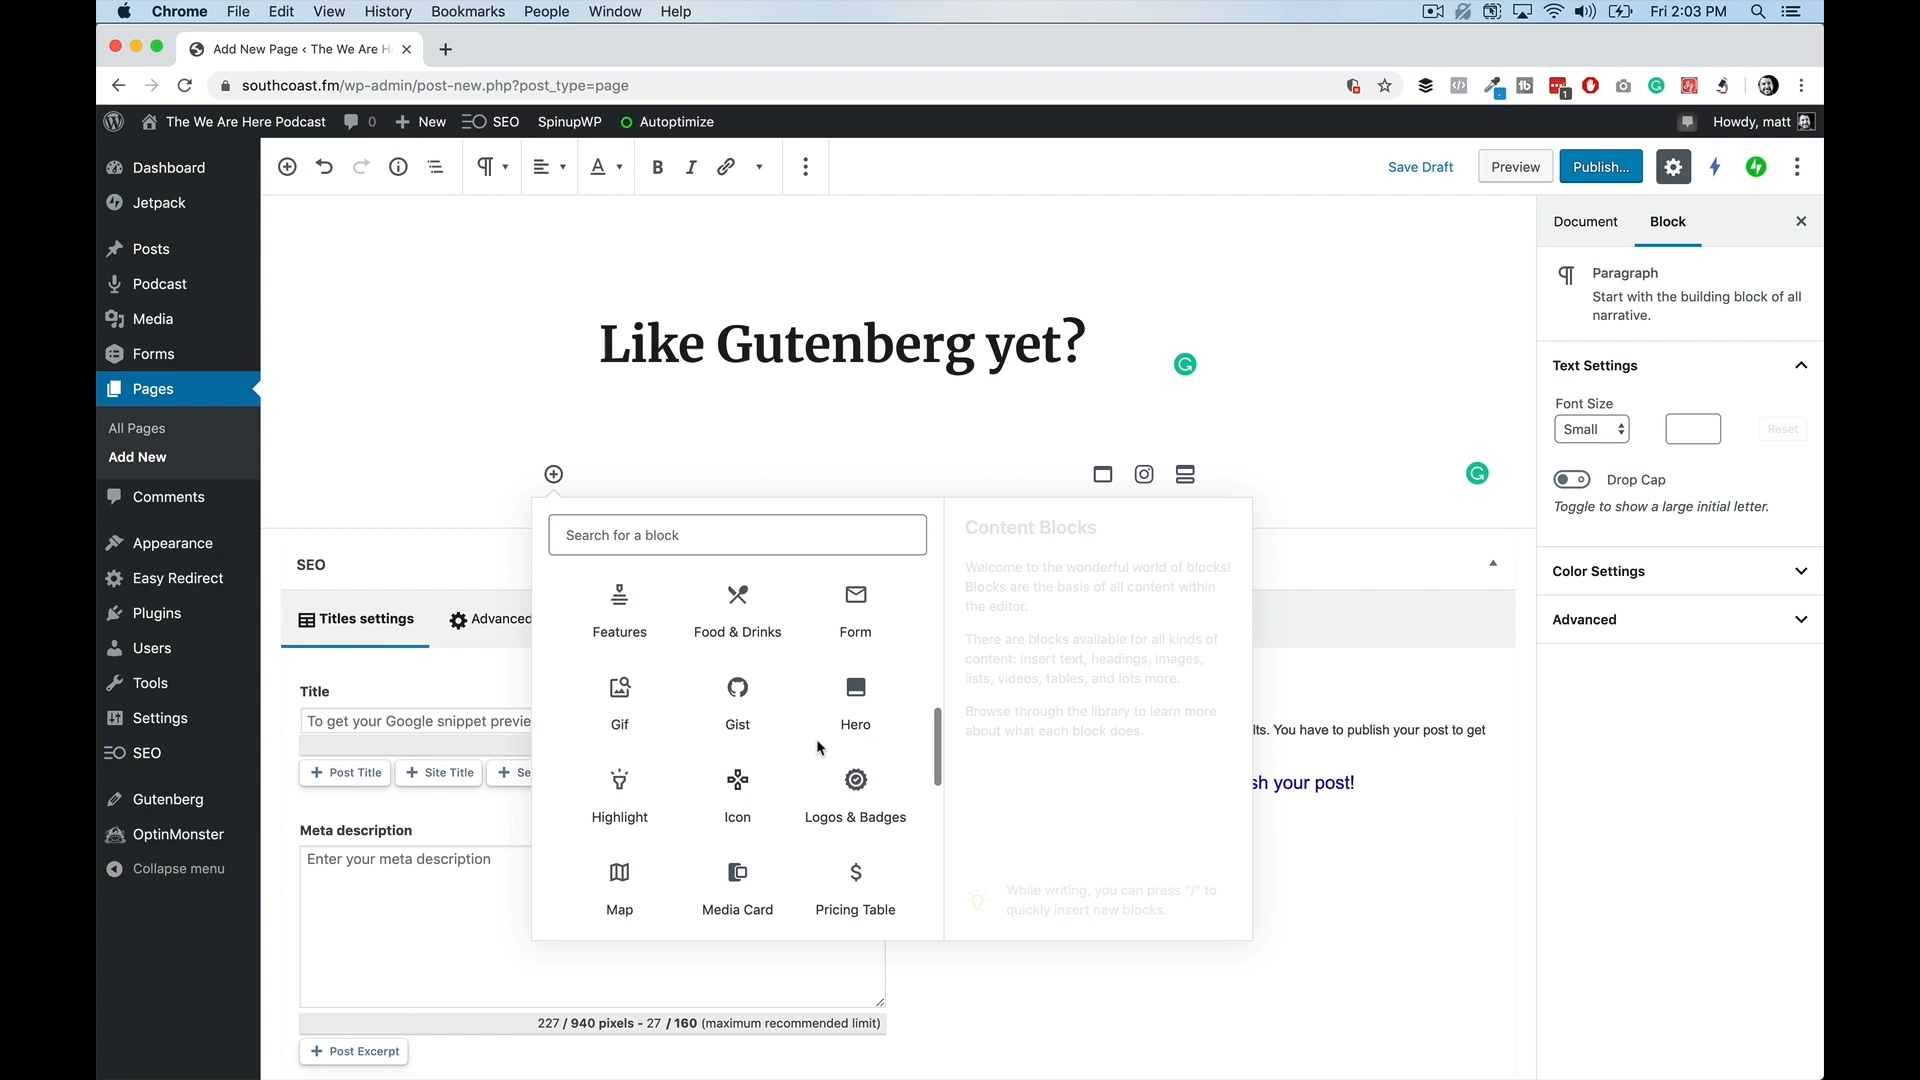 Chrome File Edit View History Bookmarks People Window Help
Fri 2:03 PM
Add New Page ‹ The We Are H
southcoast.fm/wp-admin/post-new.php?post_type=page
1
The We Are Here Podcast 0 New SEO SpinupWP Autoptimize
Howdy, matt
Dashboard
Jetpack
Posts
Podcast
Media
Forms
Pages
All Pages
Add New
Comments
Appearance
Easy Redirect
Plugins
Users
Tools
Settings
SEO
Gutenberg
OptinMonster
Collapse menu
Save Draft
Preview
Publish...
Like Gutenberg yet?
Search for a block
Features
Food & Drinks
Form
Gif
Gist
Hero
Highlight
Icon
Logos & Badges
Map
Media Card
Pricing Table
Content Blocks
Welcome to the wonderful world of blocks!
Blocks are the basis of all content within
the editor.
There are blocks available for all kinds of
content: insert text, headings, images,
lists, videos, tables, and lots more.
Browse through the library to learn more
about what each block does.
While writing, you can press "/" to
quickly insert new blocks.
SEO
Titles settings
Advanced
Title
To get your Google snippet previe
+ Post Title
+ Site Title
+ Se
lts. You have to publish your post to get
sh your post!
Meta description
Enter your meta description
227 / 940 pixels - 27 / 160 (maximum recommended limit)
+ Post Excerpt
Document
Block
Paragraph
Start with the building block of all
narrative.
Text Settings
Font Size
Small
Reset
Drop Cap
Toggle to show a large initial letter.
Color Settings
Advanced